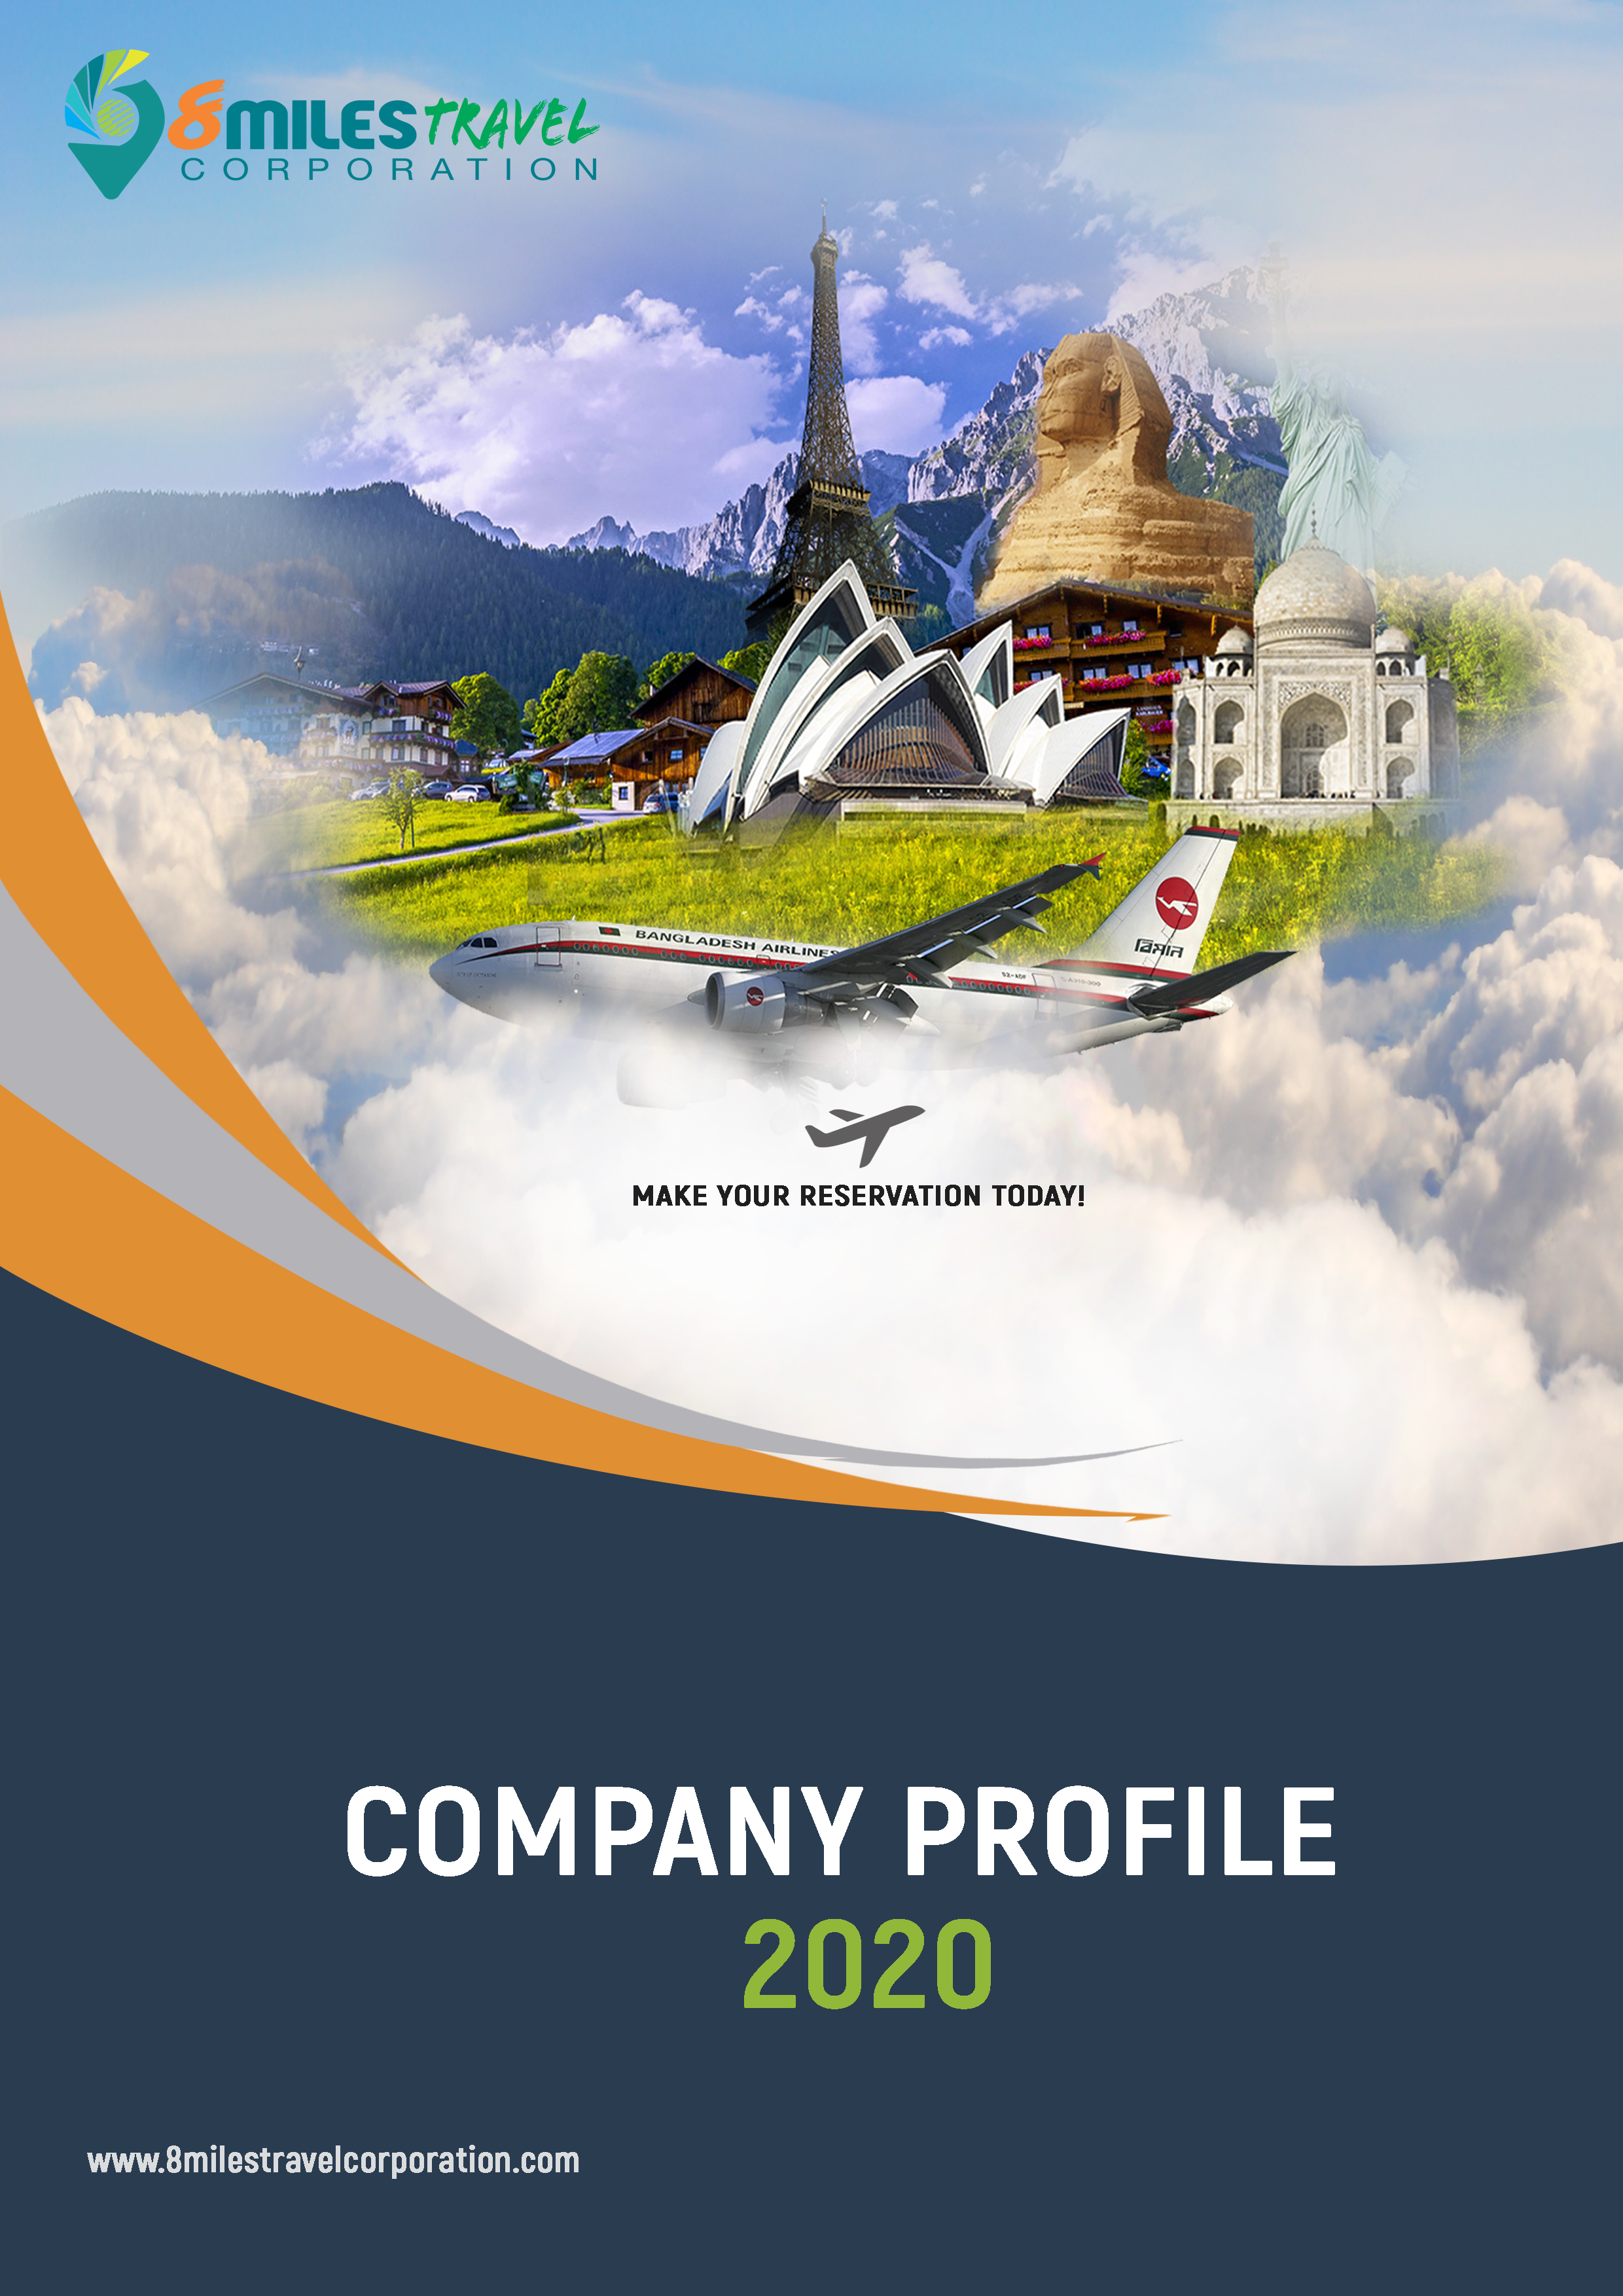 8MILES TRAVEL
CORPORATION
BANGLADESH AIRLINES
বিমান
MAKE YOUR RESERVATION TODAY!
COMPANY PROFILE
2020
www.8milestravelcorporation.com